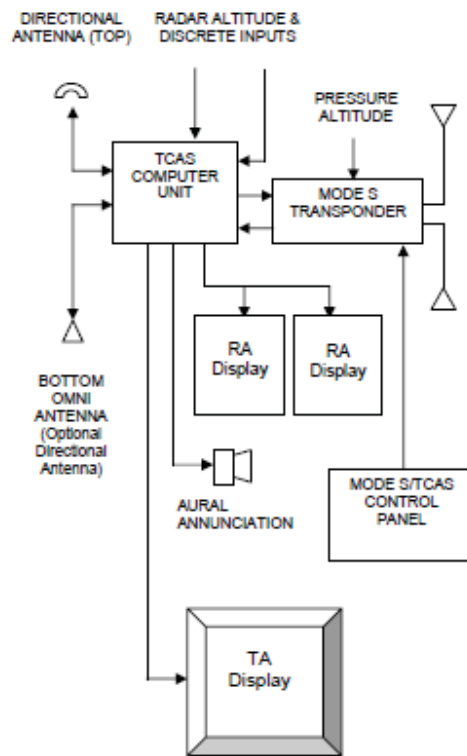 DIRECTIONAL
ANTENNA (TOP)
RADAR ALTITUDE &
DISCRETE INPUTS
PRESSURE
ALTITUDE
TCAS
COMPUTER
UNIT
MODE S
TRANSPONDER
RA
Display
RA
Display
BOTTOM
OMNI
ANTENNA
(Optional
Directional
Antenna)
AURAL
ANNUNCIATION
MODE S/TCAS
CONTROL
PANEL
TA
Display